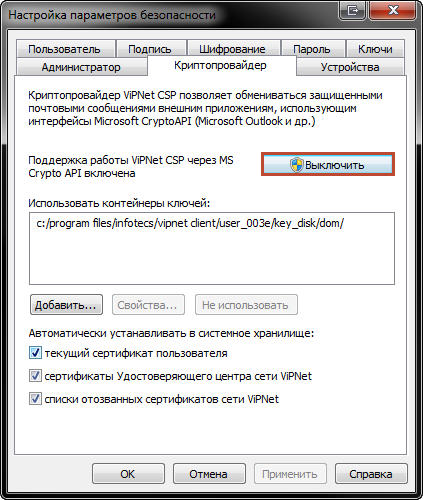 Настройка параметров безопасности
Пользователь Подпись Шифрование Пароль Ключи
Администратор Криптопровайдер Устройства
Криптопровайдер ViPNet CSP позволяет обмениваться защищенными
почтовыми сообщениями внешним приложениям, использующим
интерфейсы Microsoft CryptoAPI (Microsoft Outlook и др.)
Поддержка работы ViPNet CSP через MS
Crypto API включена
Выключить
Использовать контейнеры ключей:
c:/program files/infotecs/vipnet client/user_003e/key_disk/dom/
Добавить... Свойства... Не использовать
Автоматически устанавливать в системное хранилище:
текущий сертификат пользователя
сертификаты Удостоверяющего центра сети ViPNet
списки отозванных сертификатов сети ViPNet
OK Отмена Применить Справка